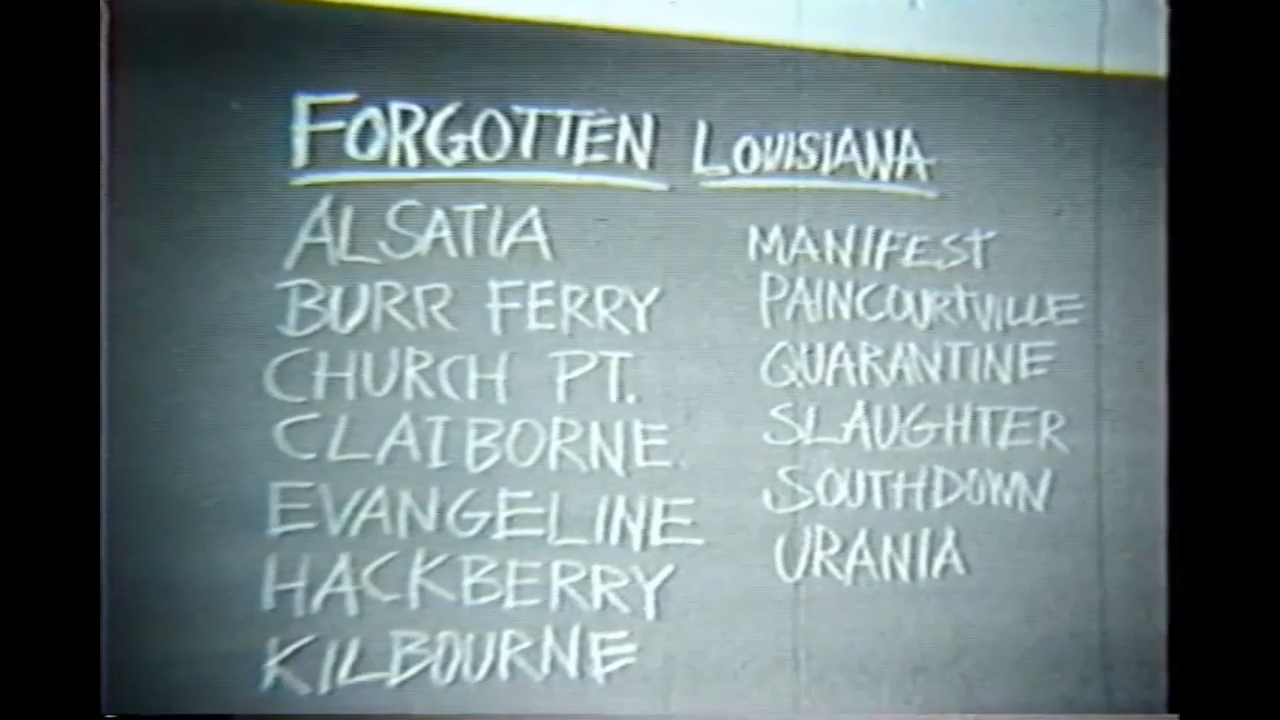 FORGOTTEN LOUISIANA
ALSATIA
BURR FERRY
CHURCH PT.
CLAIBORNE
EVANGELINE
HACKBERRY
KILBOURNE
MANIFEST
PAINCOURTVILLE
QUARANTINE
SLAUGHTER
SOUTHDOWN
URANIA